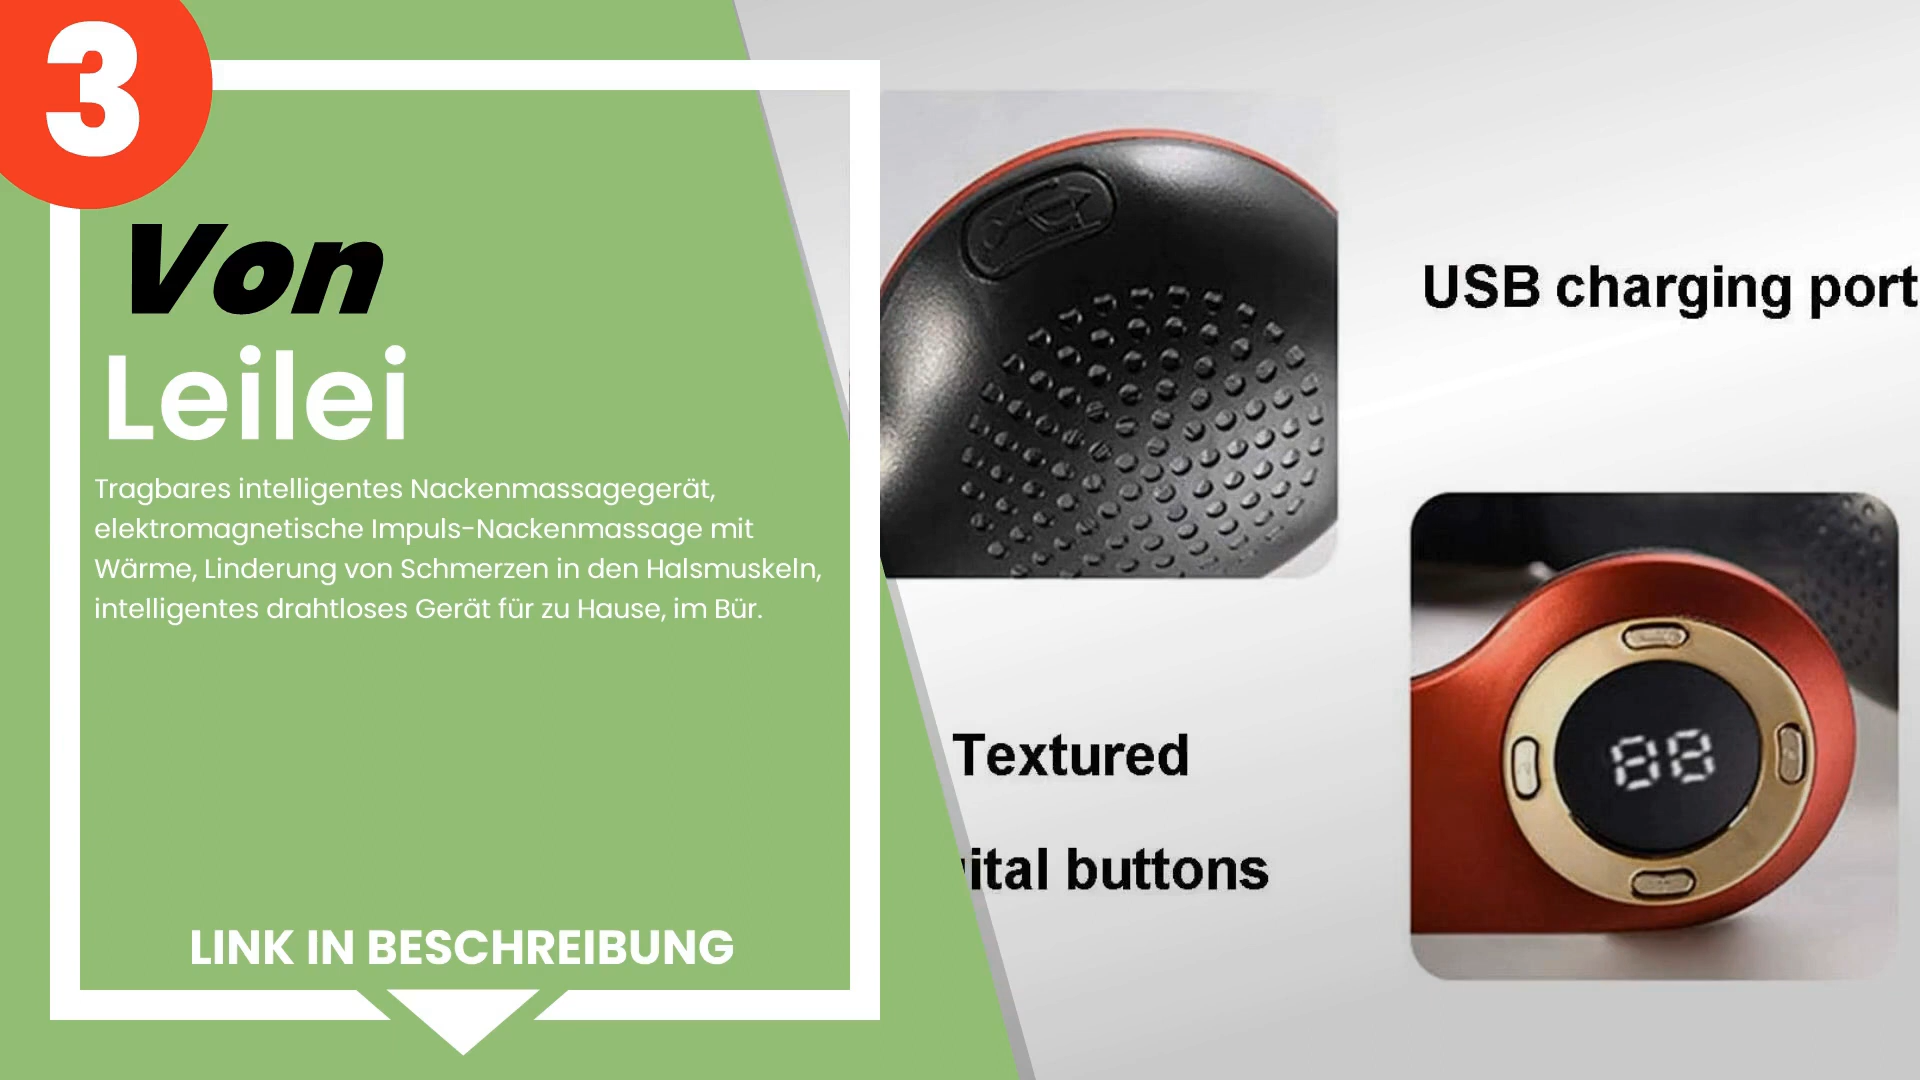 3
Von
Leilei
Tragbares intelligentes Nackenmassagegerät,
elektromagnetische Impuls-Nackenmassage mit
Wärme, Linderung von Schmerzen in den Halsmuskeln,
intelligentes drahtloses Gerät für zu Hause, im Bür.
LINK IN BESCHREIBUNG
USB charging port
88
Textured
ital buttons